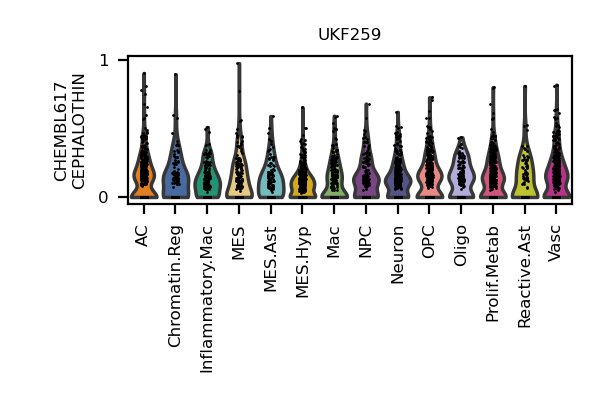 UKF259
CHEMBL617
CEPHALOTHIN
1
0
AC
Chromatin.Reg
Inflammatory.Mac
MES
MES.Ast
MES.Hyp
Mac
NPC
Neuron
OPC
Oligo
Prolif.Metab
Reactive.Ast
Vasc